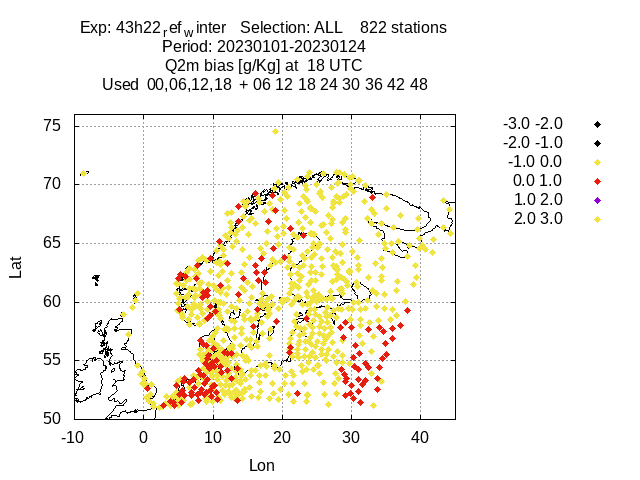 Exp: 43h22ref_winter Selection: ALL 822 stations
Period: 20230101-20230124
Q2m bias [g/Kg] at 18 UTC
Used 00,06,12,18 + 06 12 18 24 30 36 42 48
-3.0 -2.0
-2.0 -1.0
-1.0 0.0
0.0 1.0
1.0 2.0
2.0 3.0
75
70
65
60
55
50
Lat
-10 0 10 20 30 40
Lon